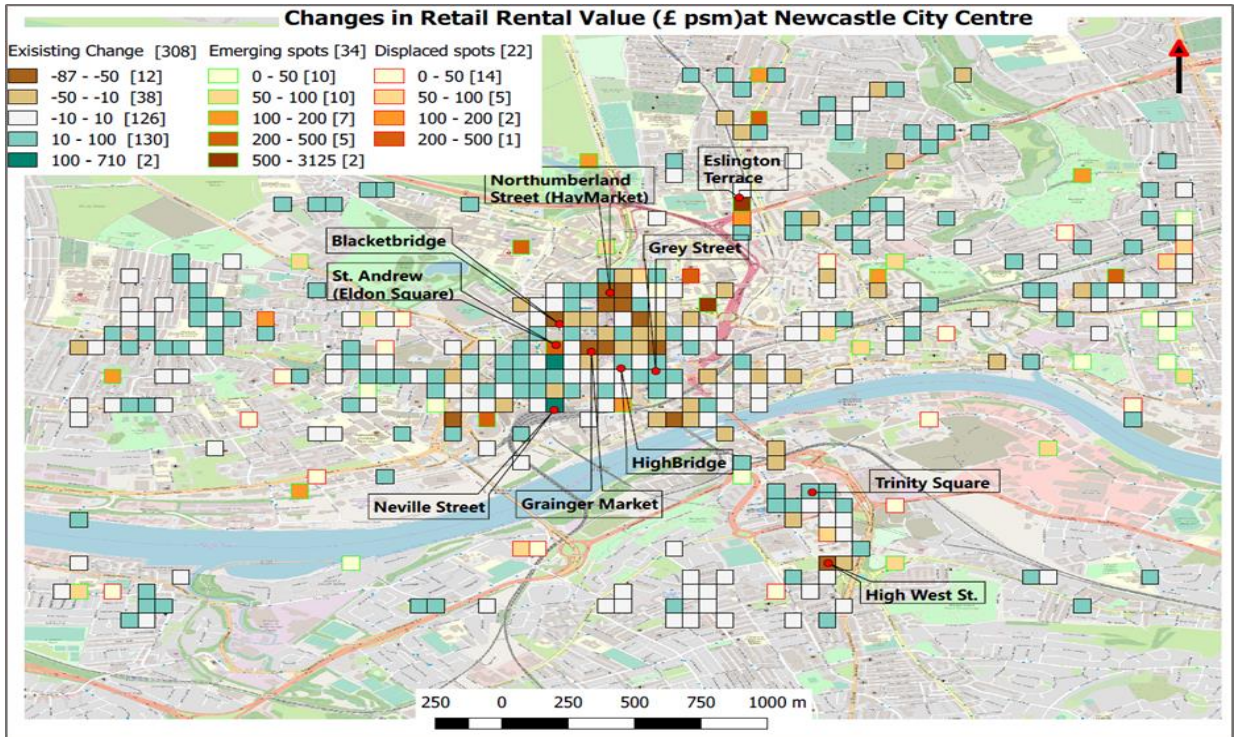 Changes in Retail Rental Value (£ psm)at Newcastle City Centre
Exisisting Change [308]
-87 - -50 [12]
-50 - -10 [38]
-10 - 10 [126]
10 - 100 [130]
100 - 710 [2]
Emerging spots [34]
0 - 50 [10]
50 - 100 [10]
100 - 200 [7]
200 - 500 [5]
500 - 3125 [2]
Displaced spots [22]
0 - 50 [14]
50 - 100 [5]
100 - 200 [2]
200 - 500 [1]
Northumberland
Street (HayMarket)
Eslington
Terrace
Blacketbridge
Grey Street
St. Andrew
(Eldon Square)
HighBridge
Neville Street
Grainger Market
Trinity Square
High West St.
250 0 250 500 750 1000 m